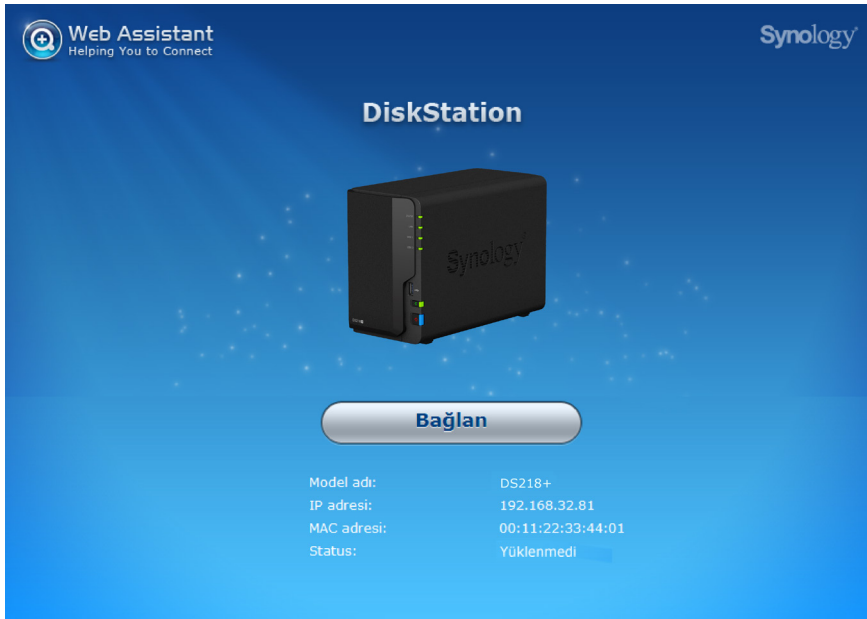 Web Assistant
Helping You to Connect
Synology
DiskStation
Synology
Bağlan
Model adı: DS218+
IP adresi: 192.168.32.81
MAC adresi: 00:11:22:33:44:01
Status: Yüklenmedi